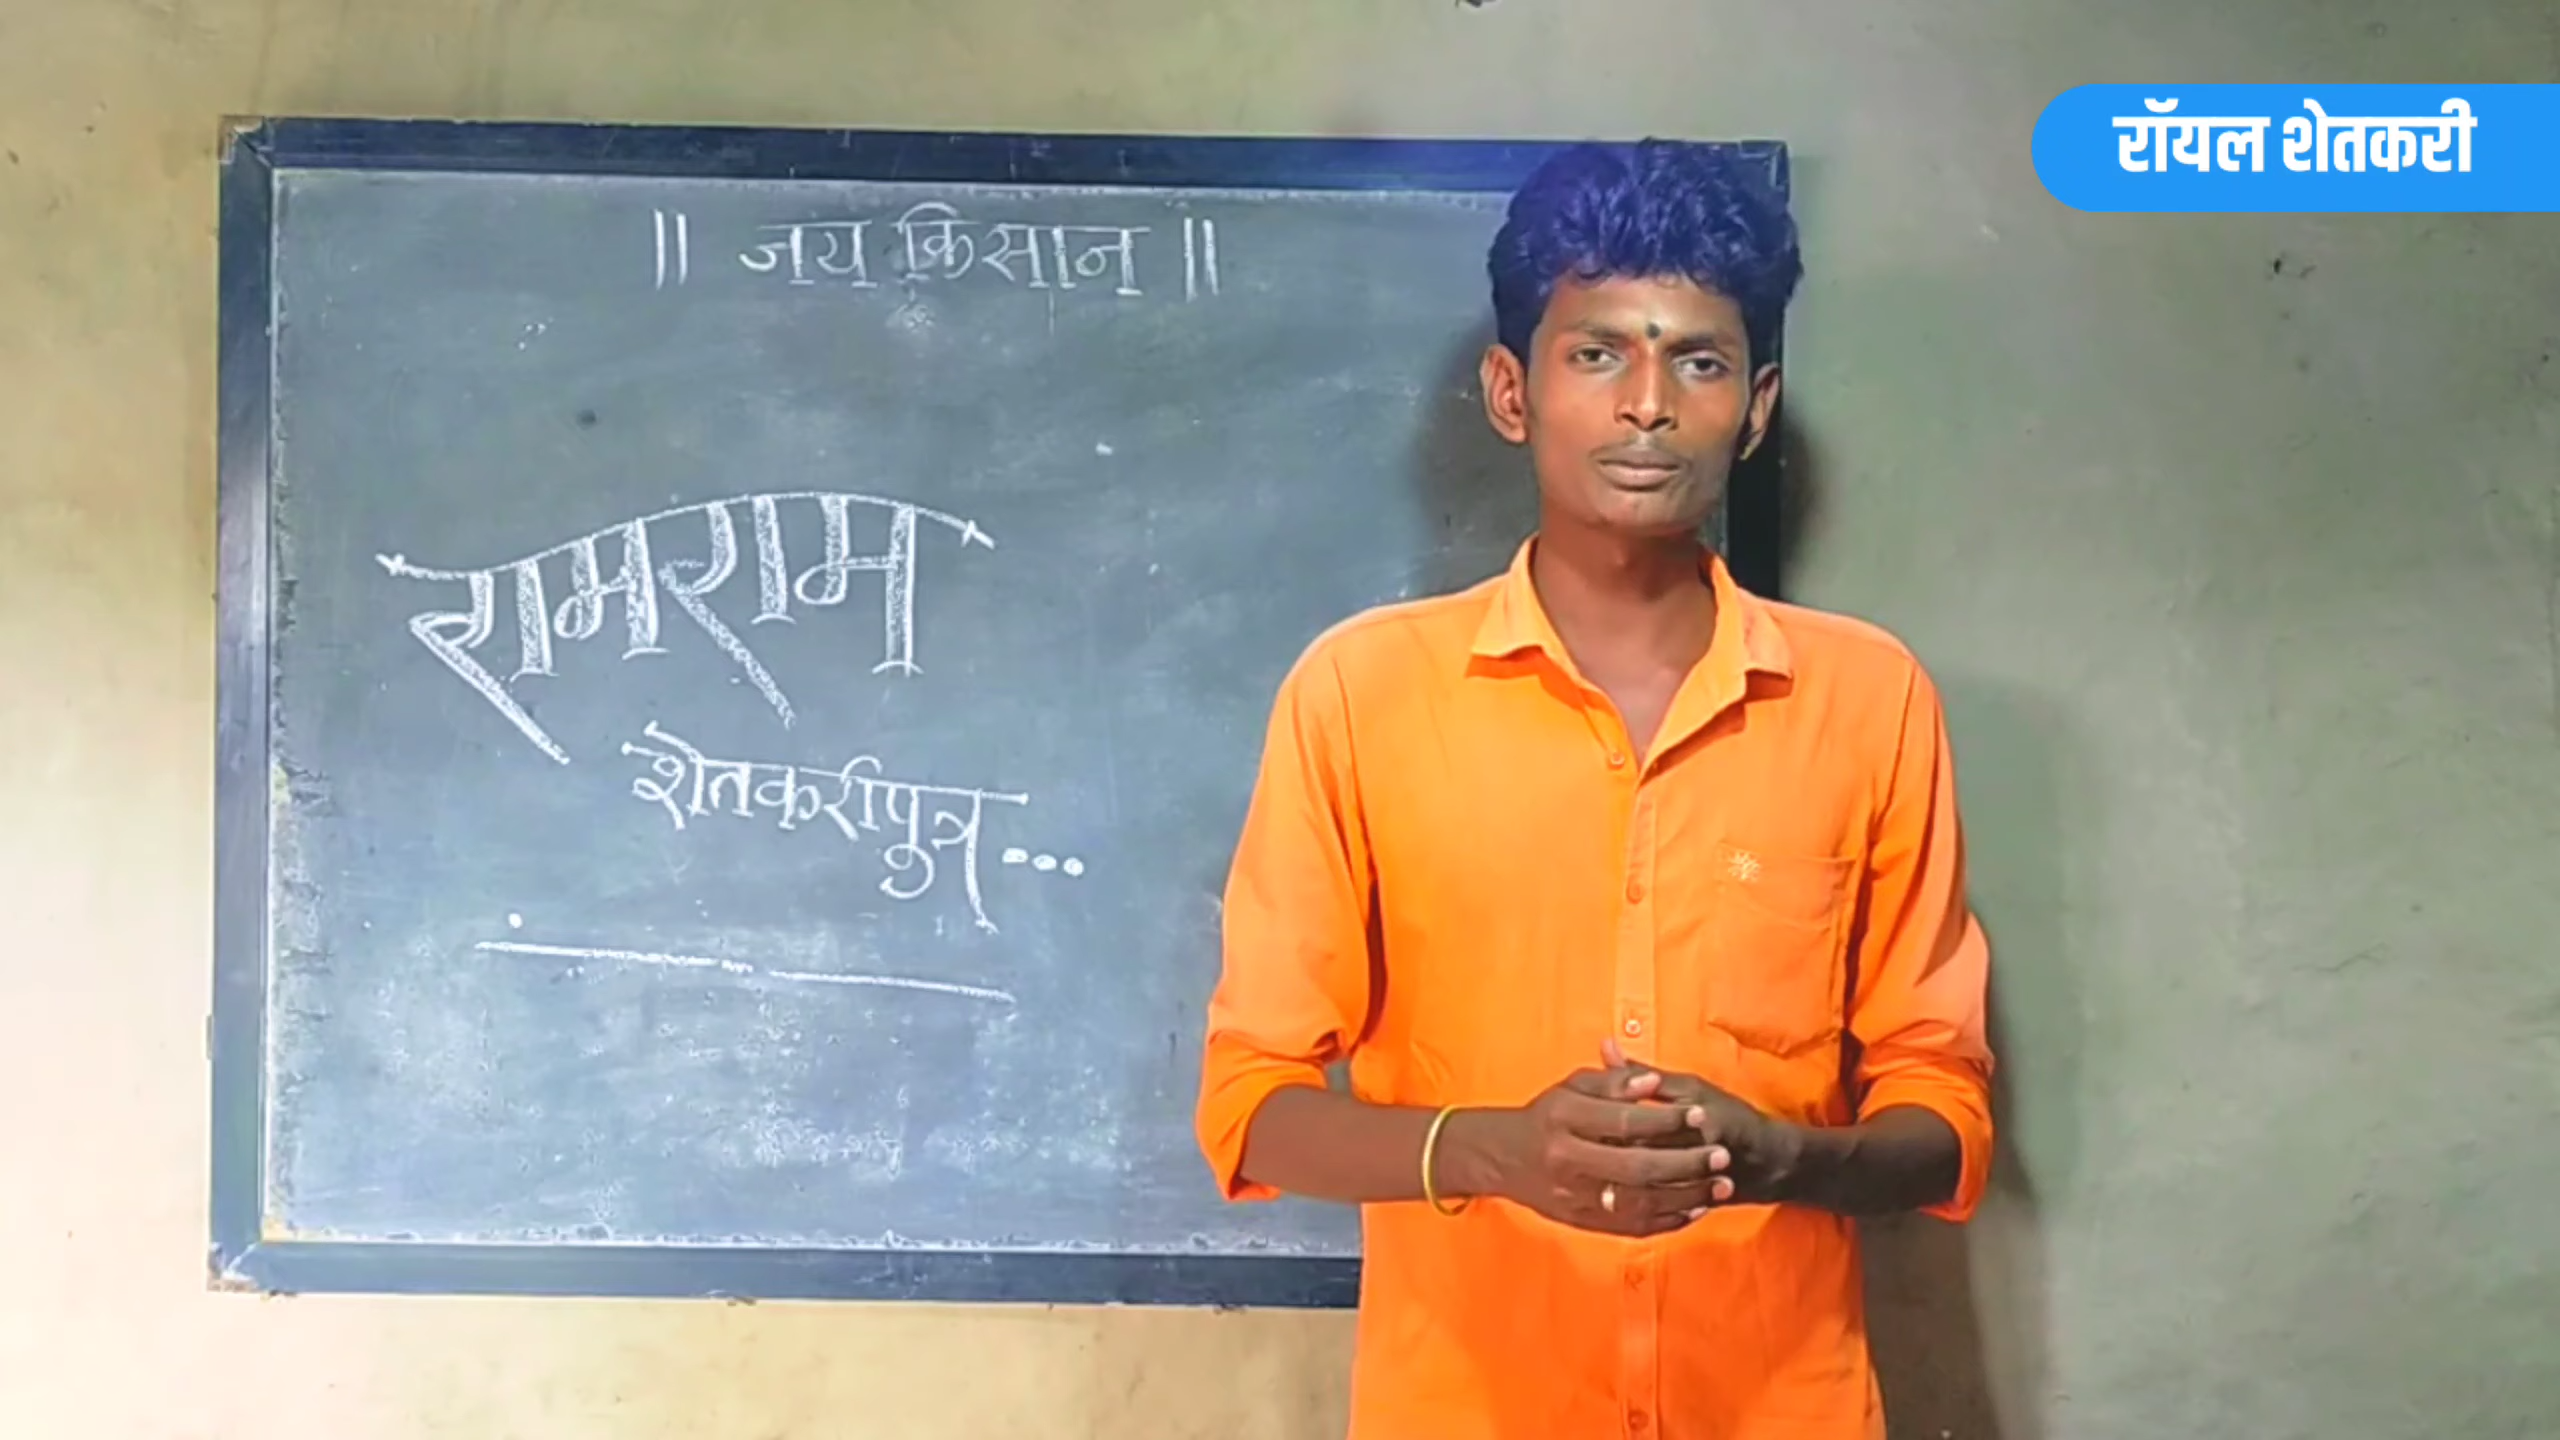 रॉयल शेतकरी
|| जय किसान ||
रामराम
शेतकरीपुत्र...